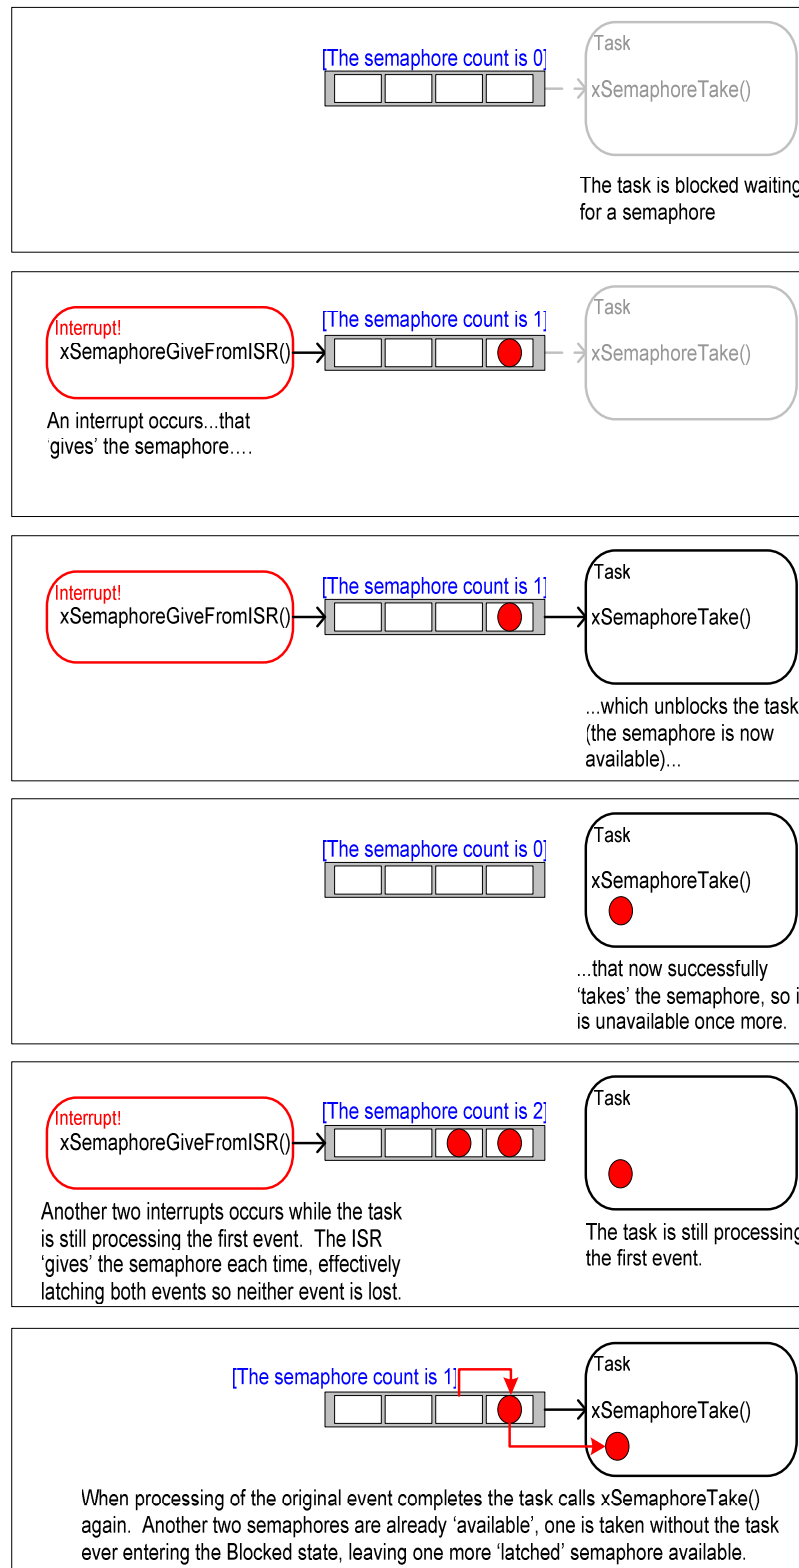 [The semaphore count is 0]
Task
xSemaphoreTake()
The task is blocked waiting
for a semaphore
Interrupt!
xSemaphoreGiveFromISR()
[The semaphore count is 1]
Task
xSemaphoreTake()
An interrupt occurs...that
‘gives’ the semaphore….
Interrupt!
xSemaphoreGiveFromISR()
[The semaphore count is 1]
Task
xSemaphoreTake()
...which unblocks the task
(the semaphore is now
available)...
[The semaphore count is 0]
Task
xSemaphoreTake()
...that now successfully
‘takes’ the semaphore, so i
is unavailable once more.
Interrupt!
xSemaphoreGiveFromISR()
[The semaphore count is 2]
Task
Another two interrupts occurs while the task
is still processing the first event.  The ISR
‘gives’ the semaphore each time, effectively
latching both events so neither event is lost.
The task is still processing
the first event.
[The semaphore count is 1]
Task
xSemaphoreTake()
When processing of the original event completes the task calls xSemaphoreTake()
again.  Another two semaphores are already ‘available’, one is taken without the task
ever entering the Blocked state, leaving one more ‘latched’ semaphore available.